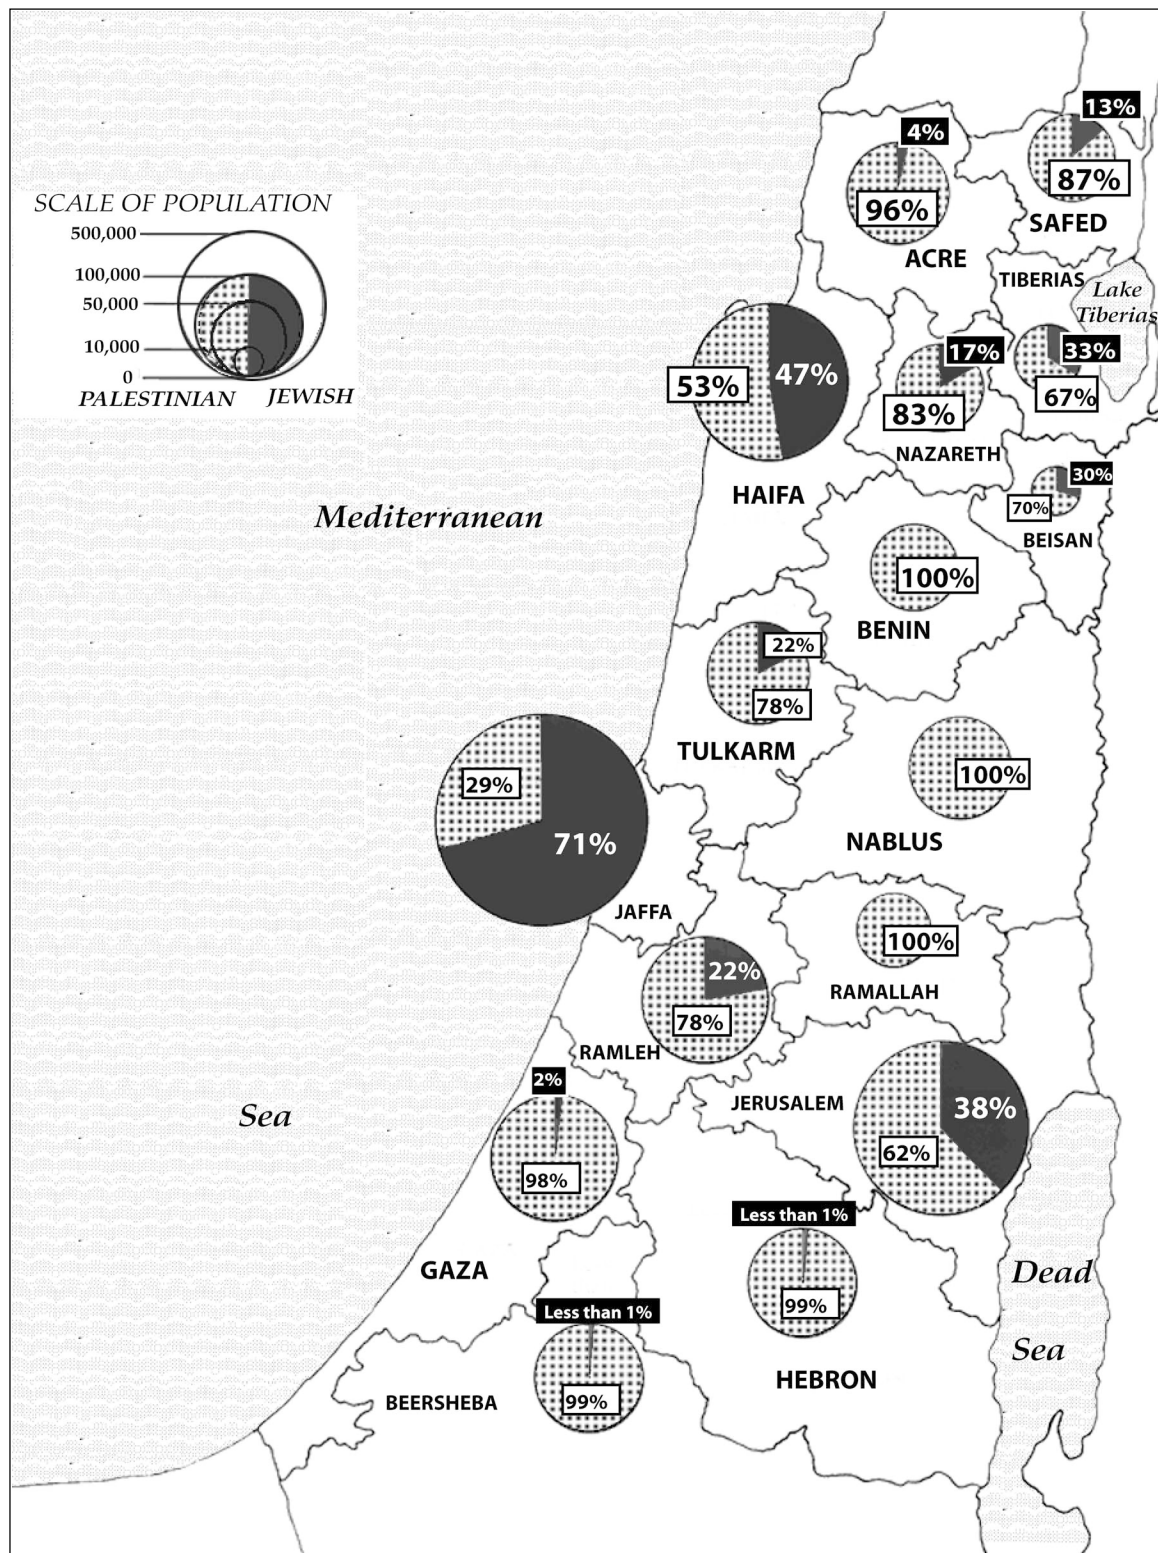 SCALE OF POPULATION
500,000
100,000
50,000
10,000
0
PALESTINIAN JEWISH
13%
87%
SAFED
4%
96%
ACRE
TIBERIAS
Lake
Tiberias
33%
67%
17%
83%
NAZARETH
47%
53%
HAIFA
30%
70%
BEISAN
Mediterranean
100%
BENIN
22%
78%
TULKARM
100%
NABLUS
29%
71%
JAFFA
100%
RAMALLAH
22%
78%
RAMLEH
JERUSALEM
38%
62%
2%
98%
GAZA
Sea
Less than 1%
99%
HEBRON
Less than 1%
99%
BEERSHEBA
Dead
Sea